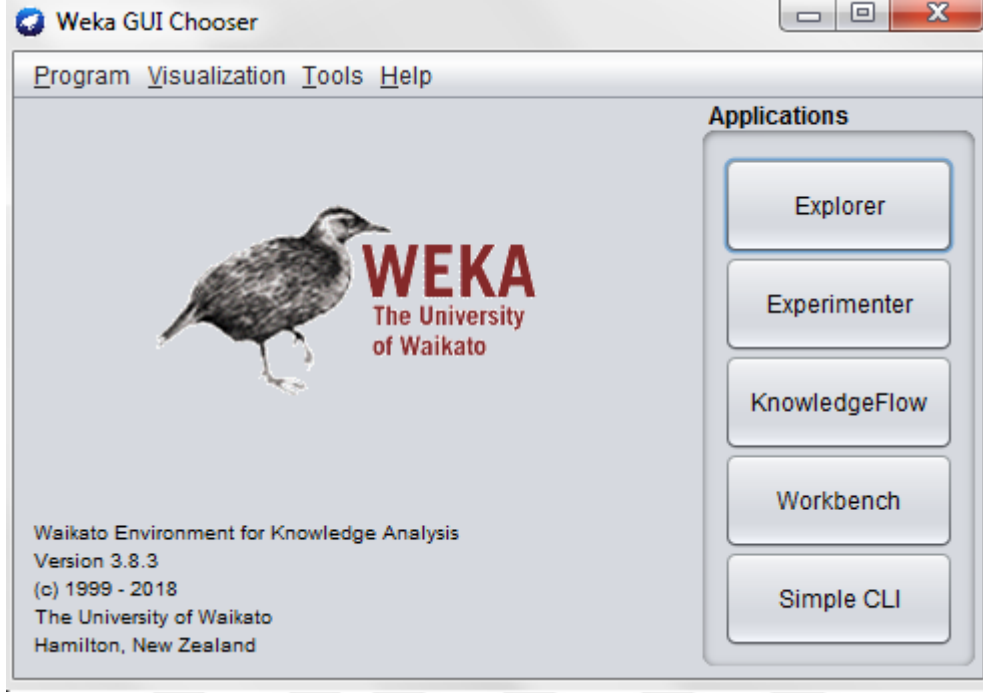 Weka GUI Chooser
Program Visualization Tools Help
Applications
Explorer
Experimenter
KnowledgeFlow
Workbench
Simple CLI
WEKA
The University
of Waikato
Waikato Environment for Knowledge Analysis
Version 3.8.3
(c) 1999 - 2018
The University of Waikato
Hamilton, New Zealand